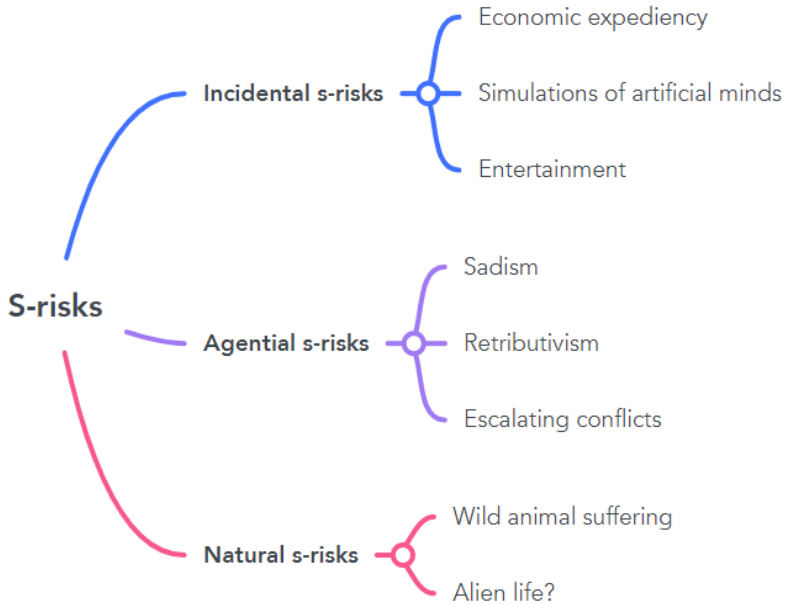 S-risks
Incidental s-risks
Economic expediency
Simulations of artificial minds
Entertainment
Agential s-risks
Sadism
Retributivism
Escalating conflicts
Natural s-risks
Wild animal suffering
Alien life?